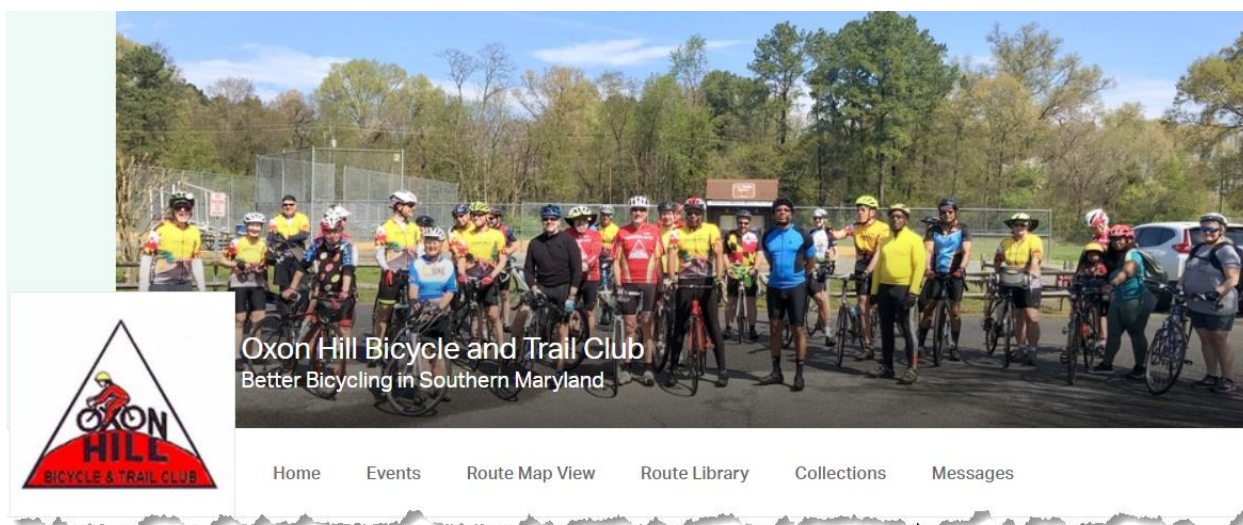 Oxon Hill Bicycle and Trail Club
Better Bicycling in Southern Maryland
OXON
HILL
BICYCLE & TRAIL CLUB
Home Events Route Map View Route Library Collections Messages